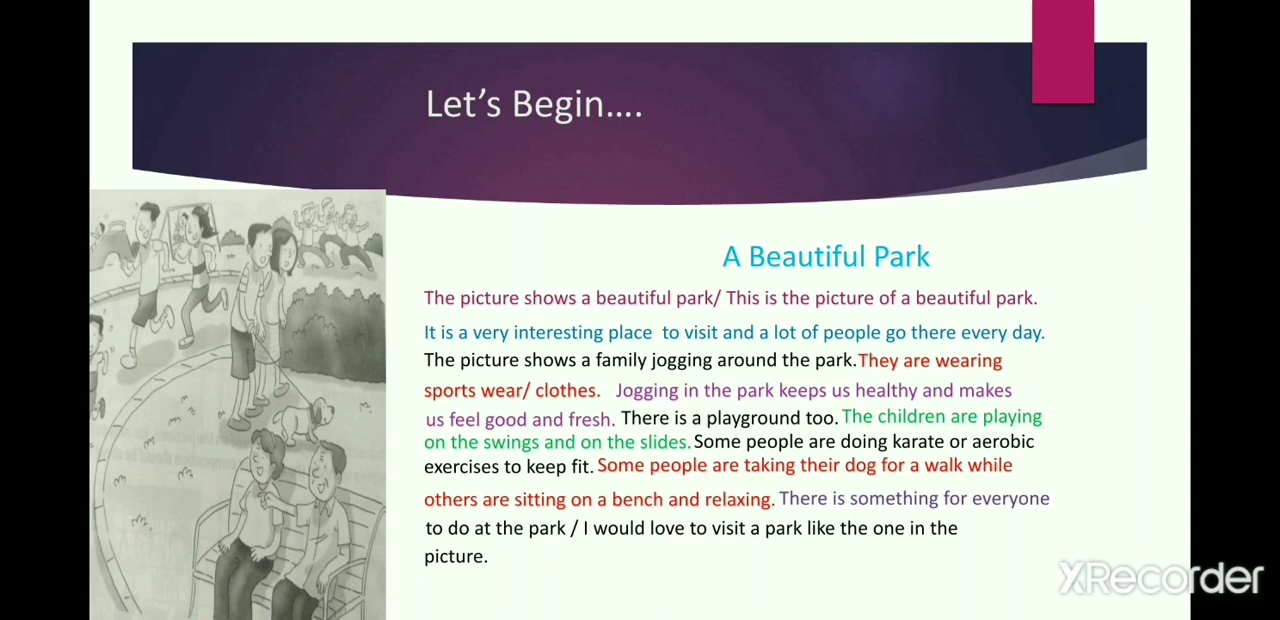 Let's Begin....
A Beautiful Park
The picture shows a beautiful park/ This is the picture of a beautiful park.
It is a very interesting place to visit and a lot of people go there every day.
The picture shows a family jogging around the park.They are wearing
sports wear/ clothes. Jogging in the park keeps us healthy and makes
us feel good and fresh. There is a playground too. The children are playing
on the swings and on the slides. Some people are doing karate or aerobic
exercises to keep fit. Some people are taking their dog for a walk while
others are sitting on a bench and relaxing. There is something for everyone
to do at the park / I would love to visit a park like the one in the
picture.
XRecorder